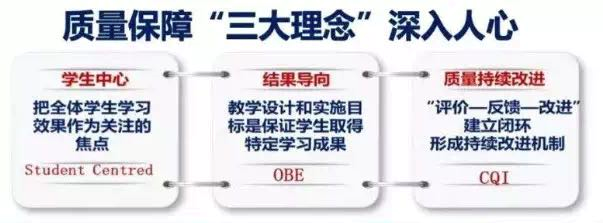 质量保障“三大理念”深入人心
学生中心
把全体学生学习
效果作为关注的
焦点
Student Centred
结果导向
教学设计和实施目
标是保证学生取得
特定学习成果
OBE
质量持续改进
“评价—反馈—改进”
建立闭环
形成持续改进机制
CQI